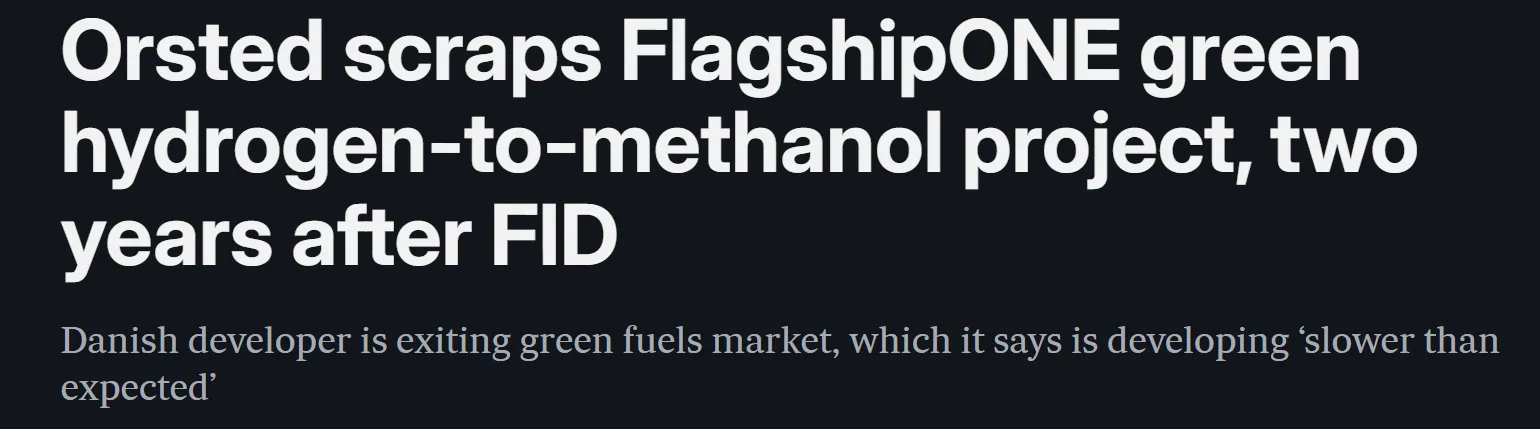 Orsted scraps FlagshipONE green
hydrogen-to-methanol project, two
years after FID
Danish developer is exiting green fuels market, which it says is developing ‘slower than
expected’